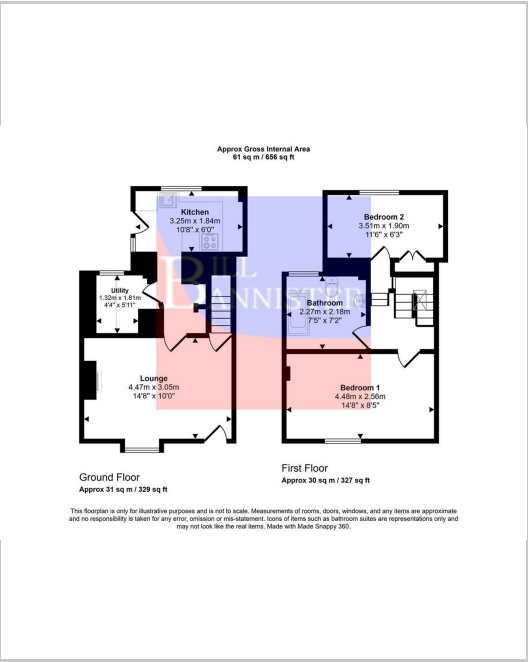 Approx Gross Internal Area
61 sq m / 656 sq ft
Kitchen
3.25m x 1.84m
10'8" x 6'0"
Utility
1.32m x 1.81m
4'4" x 5'11"
Lounge
4.47m x 3.05m
14'8" x 10'0"
Bedroom 2
3.51m x 1.90m
11'6" x 6'3"
Bathroom
2.27m x 2.18m
7'5" x 7'2"
Bedroom 1
4.48m x 2.56m
14'8" x 8'5"
BILL
BANNISTER
Ground Floor
Approx 31 sq m / 329 sq ft
First Floor
Approx 30 sq m / 327 sq ft
This floorplan is only for illustrative purposes and is not to scale. Measurements of rooms, doors, windows, and any items are approximate
and no responsibility is taken for any error, omission or mis-statement. Icons of items such as bathroom suites are representations only and
may not look like the real items. Made with Made Snappy 360.